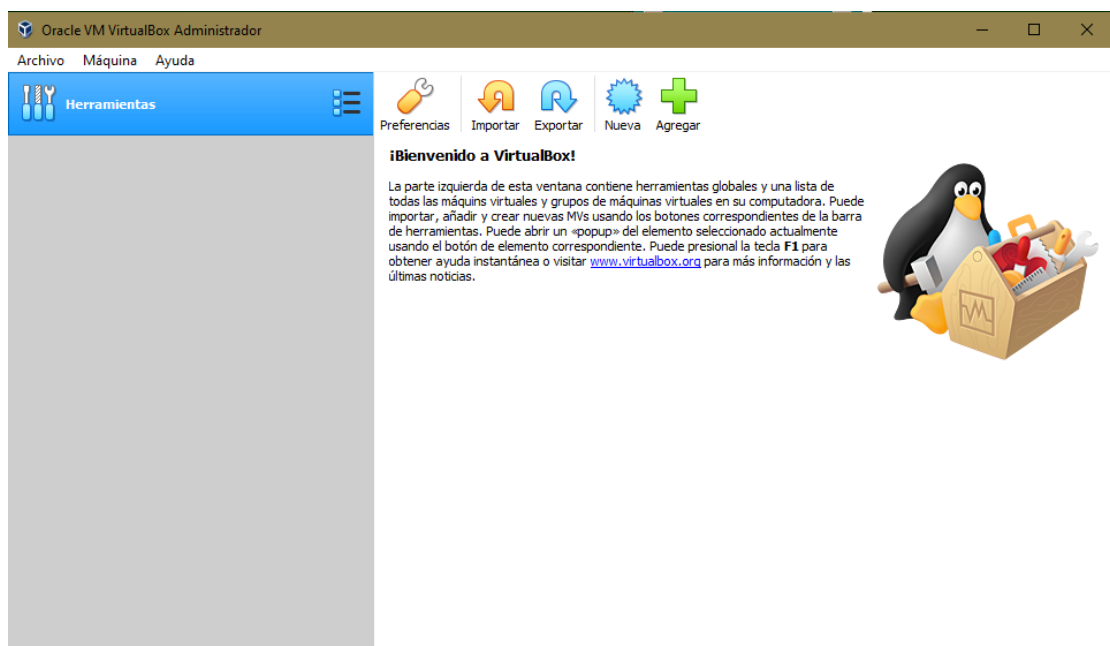 Oracle VM VirtualBox Administrador
Archivo Máquina Ayuda
Herramientas
Preferencias Importar Exportar Nueva Agregar
¡Bienvenido a VirtualBox!
La parte izquierda de esta ventana contiene herramientas globales y una lista de
todas las máquins virtuales y grupos de máquinas virtuales en su computadora. Puede
importar, añadir y crear nuevas MVs usando los botones correspondientes de la barra
de herramientas. Puede abrir un «popup» del elemento seleccionado actualmente
usando el botón de elemento correspondiente. Puede presional la tecla F1 para
obtener ayuda instantánea o visitar www.virtualbox.org para más información y las
últimas noticias.